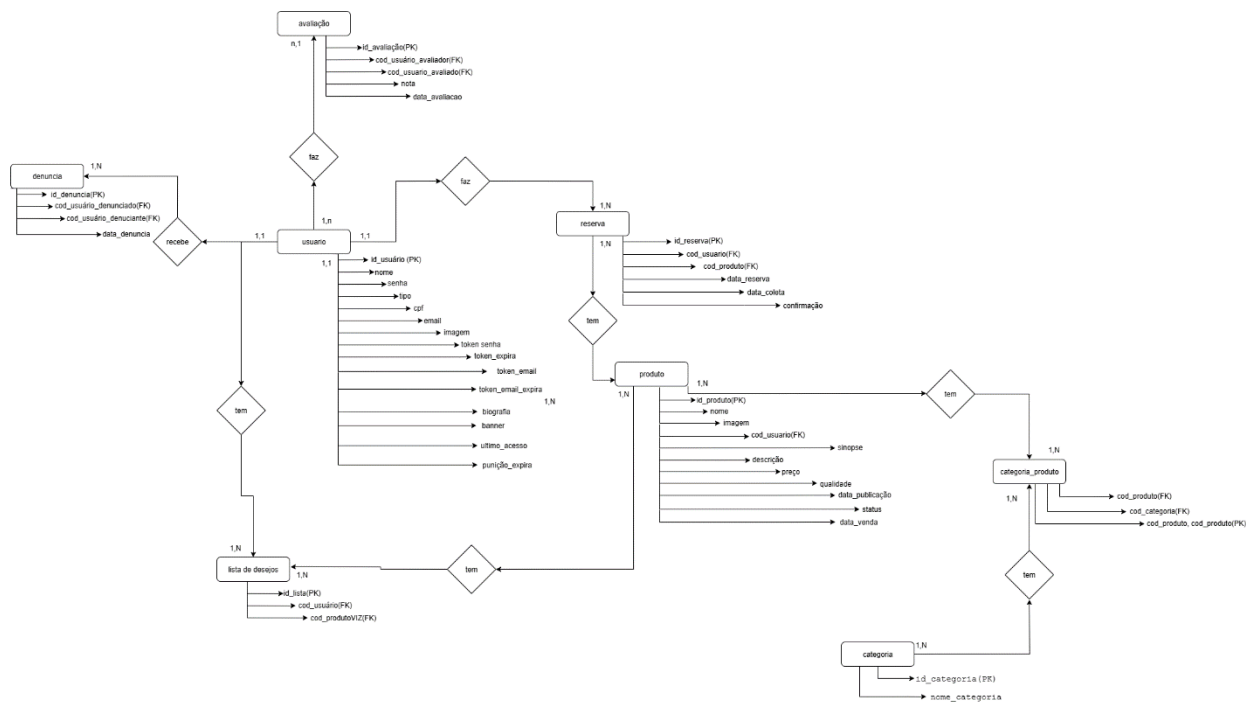 avaliação
n,1
id_avaliação(PK)
cod_usuário_avaliador(FK)
cod_usuario_avaliado(FK)
nota
data_avaliacao
faz
1,n
denuncia
1,N
id_denuncia(PK)
cod_usuário_denunciado(FK)
cod_usuário_denuciante(FK)
data_denuncia
recebe
1,1
usuario
1,1
1,1
id_usuário (PK)
nome
senha
tipo
cpf
email
imagem
token senha
token_expira
token_email
token_email_expira
1,N
biografia
banner
ultimo_acesso
punição_expira
faz
1,N
reserva
1,N
id_reserva(PK)
cod_usuario(FK)
cod_produto(FK)
data_reserva
data_coleta
confirmação
tem
produto
1,N
1,N
id_produto(PK)
nome
imagem
cod_usuario(FK)
sinopse
descrição
preço
qualidade
data_publicação
status
data_venda
tem
1,N
categoria_produto
1,N
cod_produto(FK)
cod_categoria(FK)
cod_produto, cod_produto(PK)
tem
tem
1,N
lista de desejos
1,N
id_lista(PK)
cod_usuário(FK)
cod_produtoVIZ(FK)
tem
categoria
1,N
id_categoria(PK)
nome_categoria